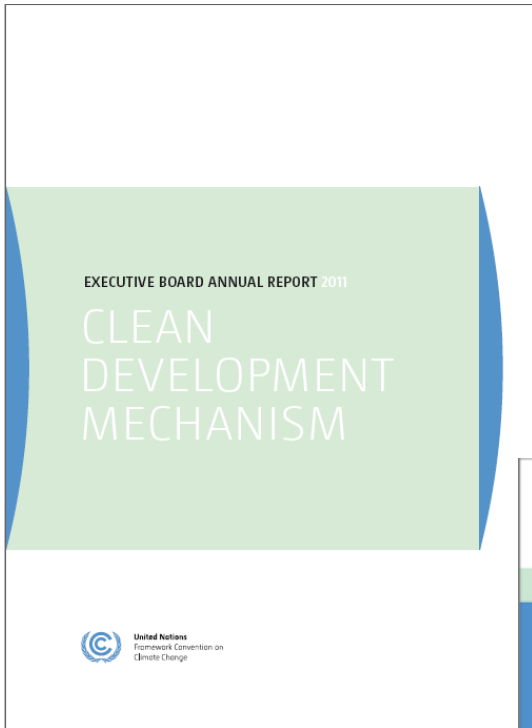 EXECUTIVE BOARD ANNUAL REPORT 2011
CLEAN
DEVELOPMENT
MECHANISM
United Nations
Framework Convention on
Climate Change